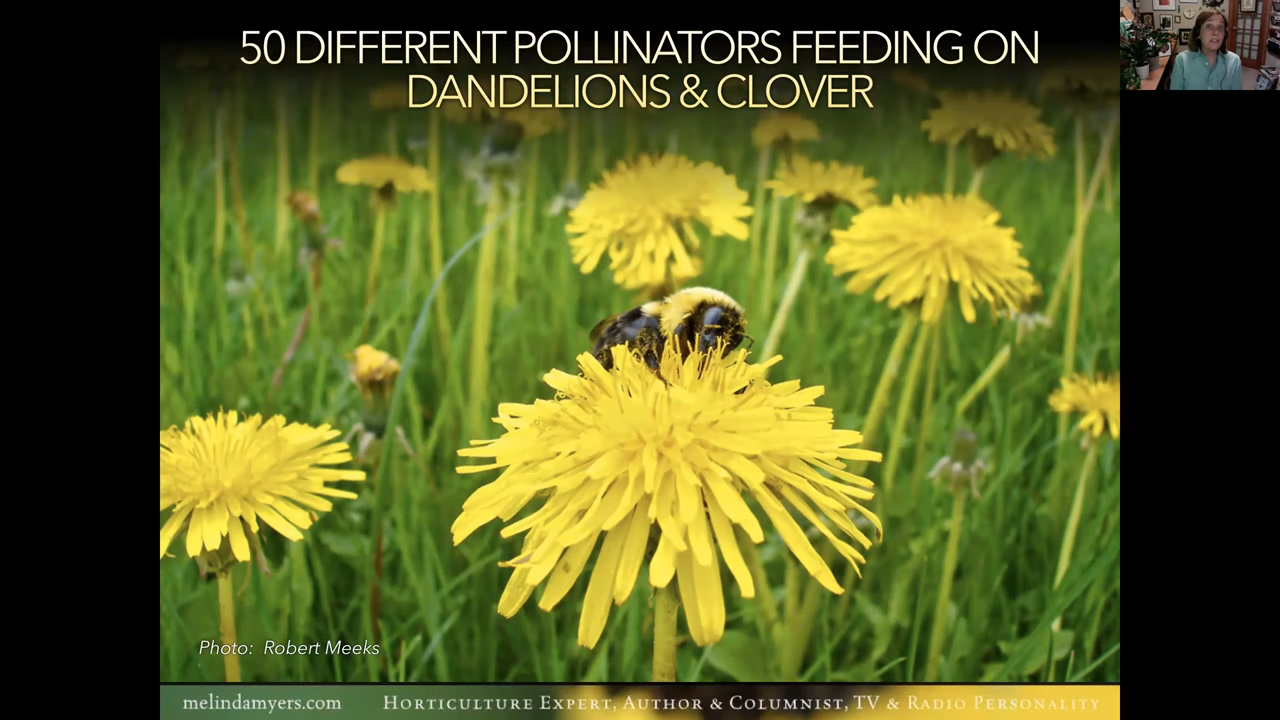 50 DIFFERENT POLLINATORS FEEDING ON
DANDELIONS & CLOVER
Photo: Robert Meeks
melindamyers.com
HORTICULTURE EXPERT, AUTHOR & COLUMNIST, TV & RADIO PERSONALITY